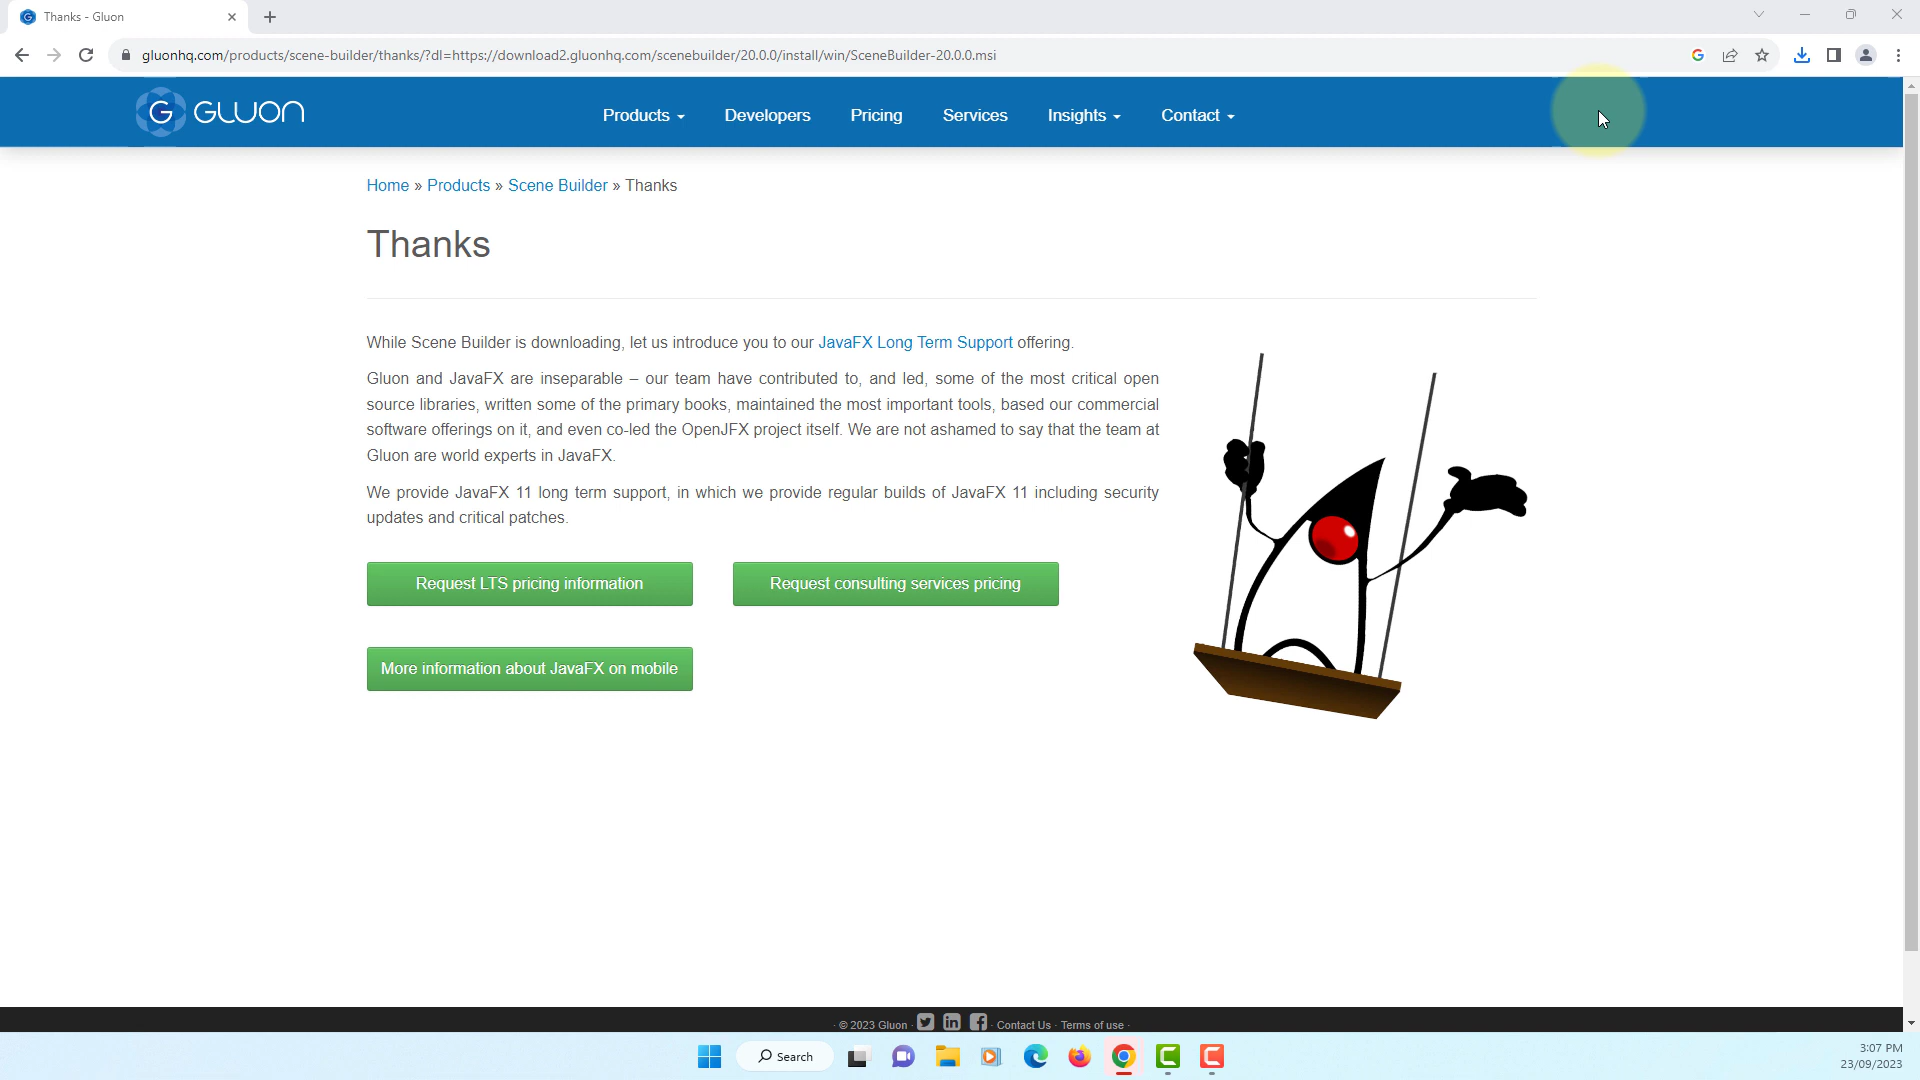 Thanks - Gluon
gluonhq.com/products/scene-builder/thanks/?dl=https://download2.gluonhq.com/scenebuilder/20.0.0/install/win/SceneBuilder-20.0.0.msi
G GLUON
Products Developers Pricing Services Insights Contact
Home » Products » Scene Builder » Thanks
Thanks
While Scene Builder is downloading, let us introduce you to our JavaFX Long Term Support offering.
Gluon and JavaFX are inseparable – our team have contributed to, and led, some of the most critical open
source libraries, written some of the primary books, maintained the most important tools, based our commercial
software offerings on it, and even co-led the OpenJFX project itself. We are not ashamed to say that the team at
Gluon are world experts in JavaFX.
We provide JavaFX 11 long term support, in which we provide regular builds of JavaFX 11 including security
updates and critical patches.
Request LTS pricing information Request consulting services pricing
More information about JavaFX on mobile
· © 2023 Gluon · Contact Us · Terms of use ·
Search
3:07 PM
23/09/2023